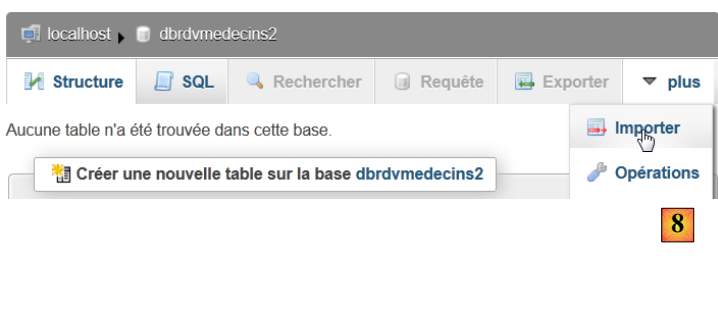 localhost dbrdvmedecins2
Structure SQL Rechercher Requête Exporter plus
Aucune table n'a été trouvée dans cette base.
Importer
Créer une nouvelle table sur la base dbrdvmedecins2
Opérations
8